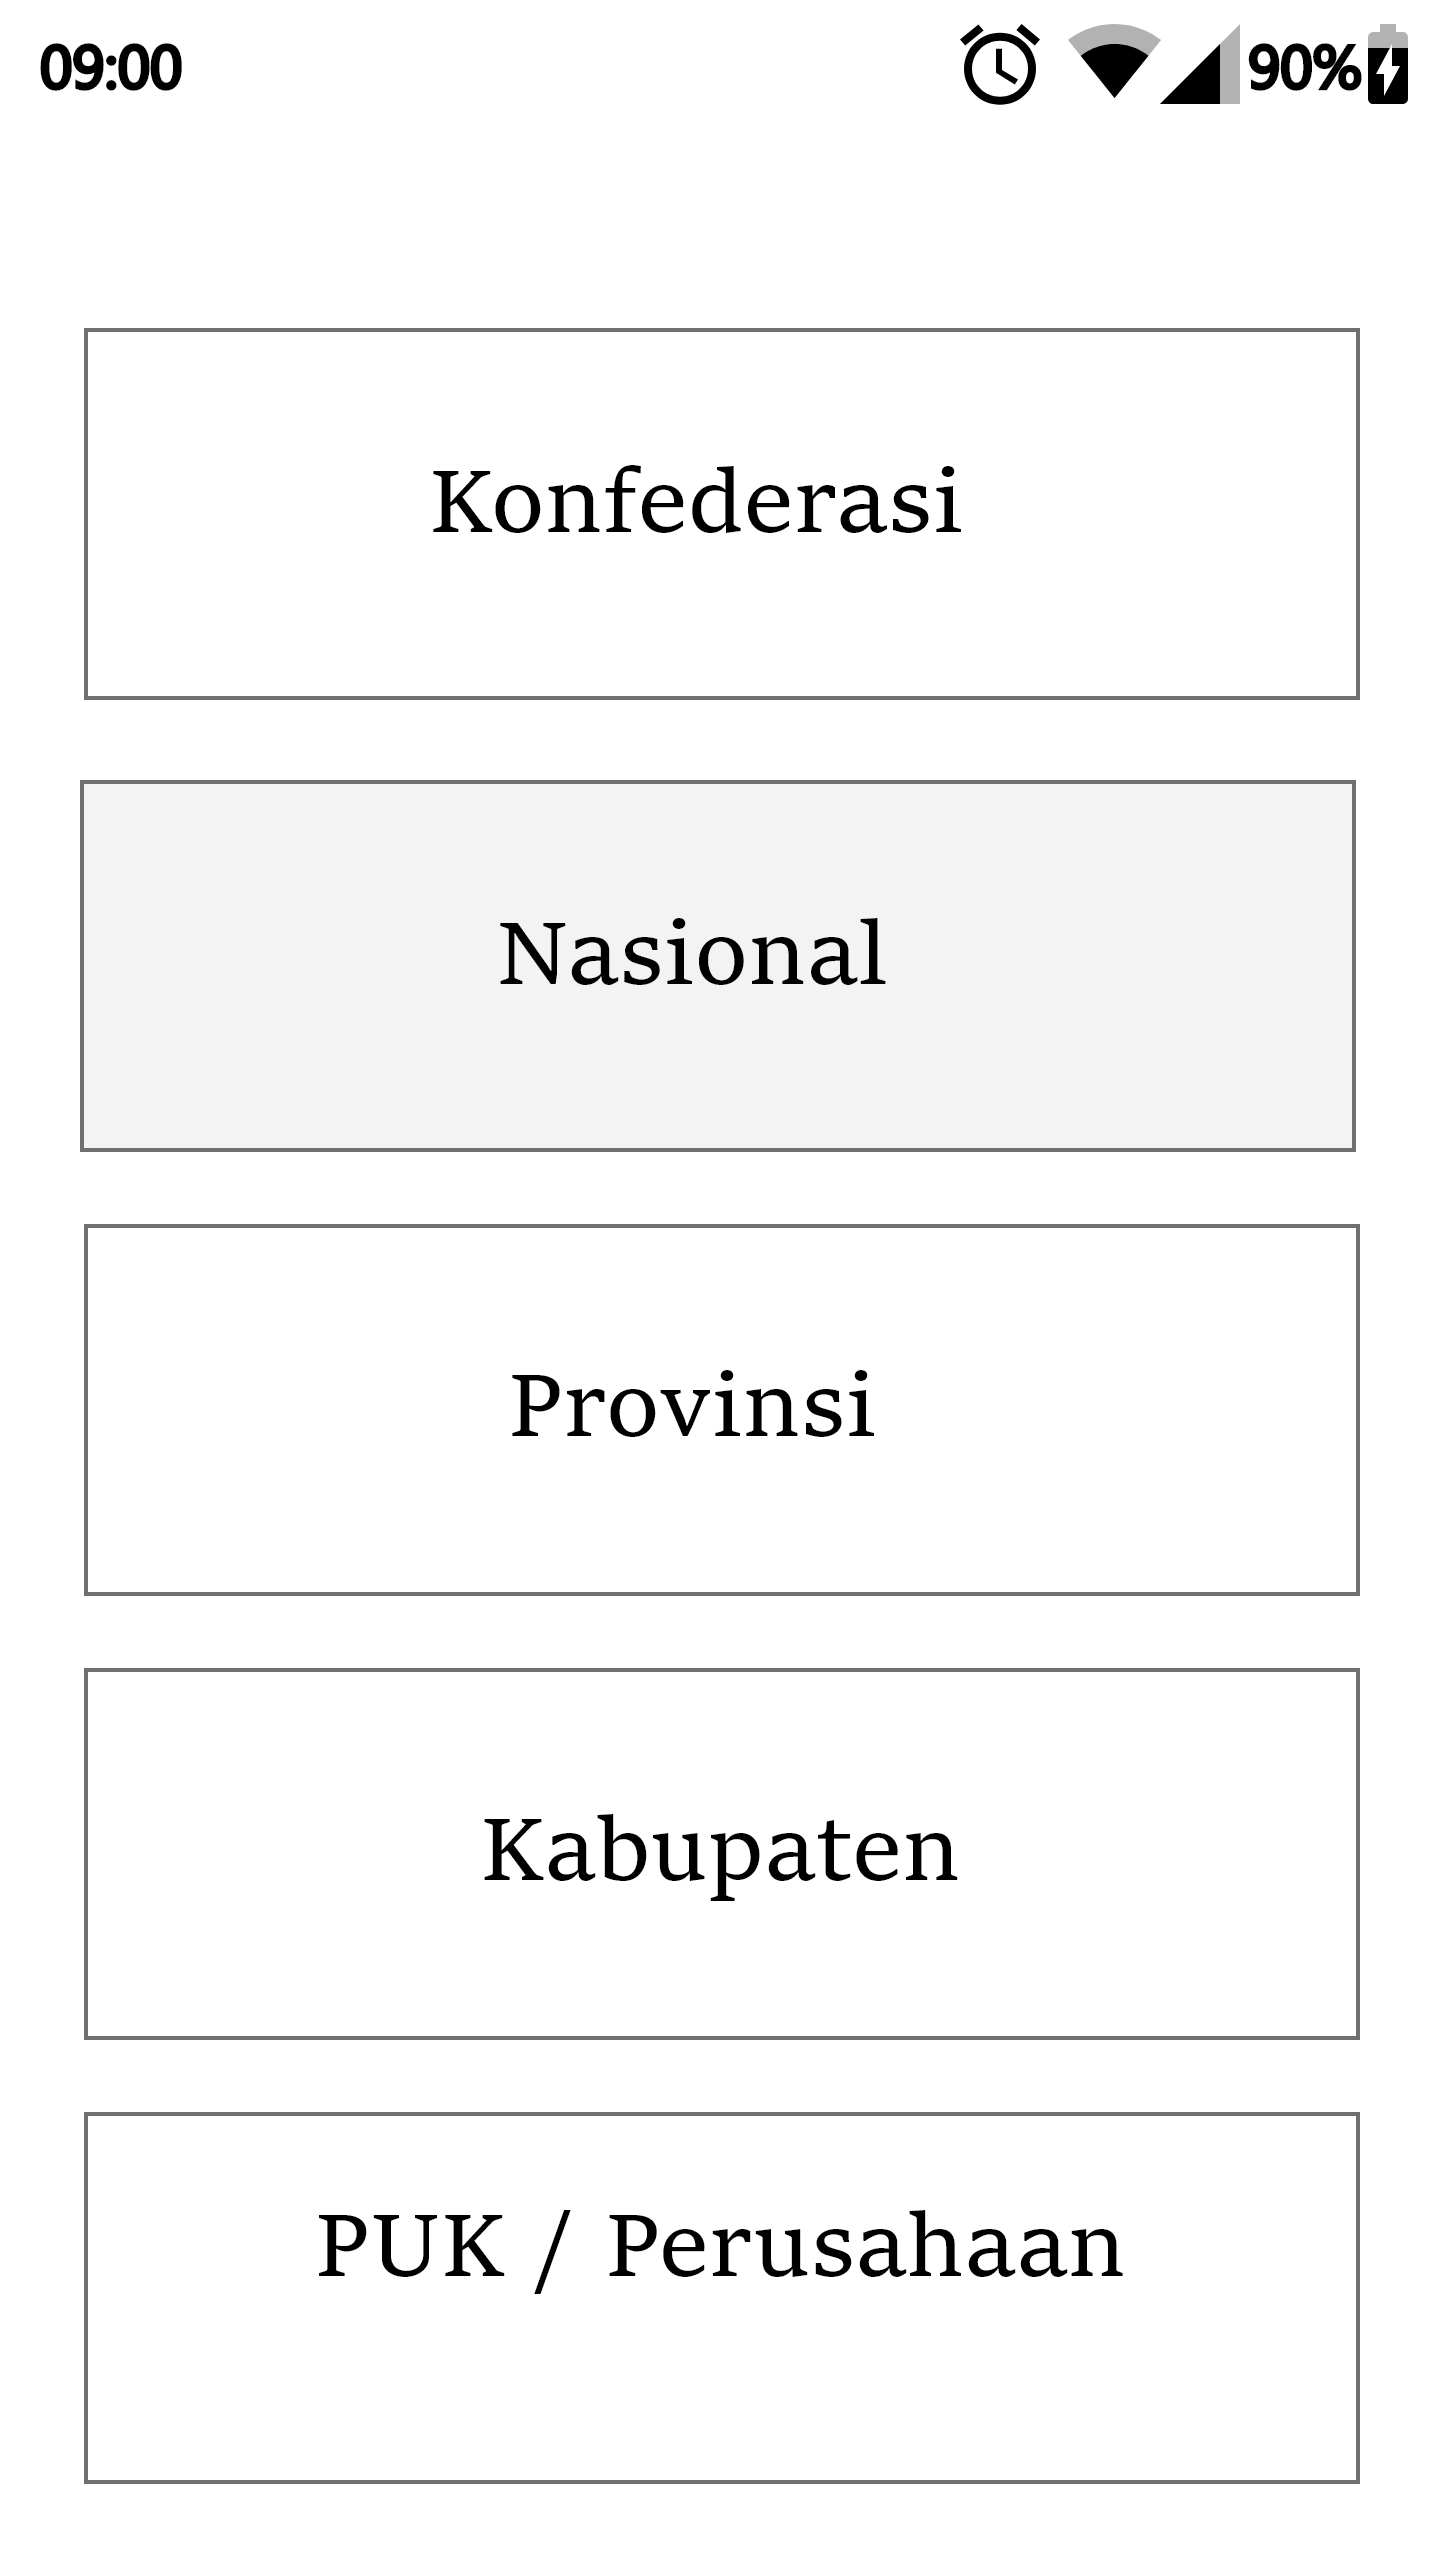 09:00 90%
Konfederasi
Nasional
Provinsi
Kabupaten
PUK / Perusahaan